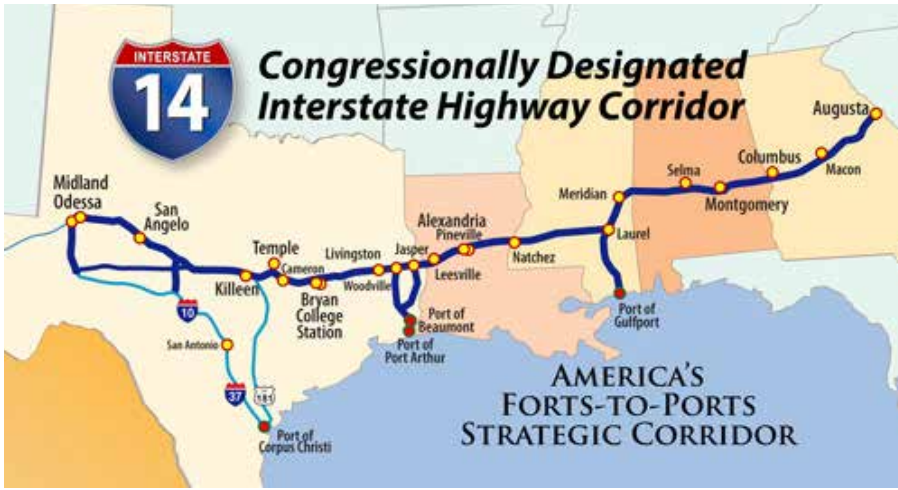 INTERSTATE
14
Congressionally Designated
Interstate Highway Corridor
Augusta
Midland
Odessa
San
Angelo
Temple
Cameron
Killeen
Bryan
College
Station
Livingston
Woodville
Jasper
Leesville
Alexandria
Pineville
Natchez
Laurel
Meridian
Selma
Montgomery
Columbus
Macon
Port of
Beaumont
Port of
Port Arthur
Port of
Gulfport
10
San Antonio
37
181
Port of
Corpus Christi
AMERICA'S
FORTS-TO-PORTS
STRATEGIC CORRIDOR